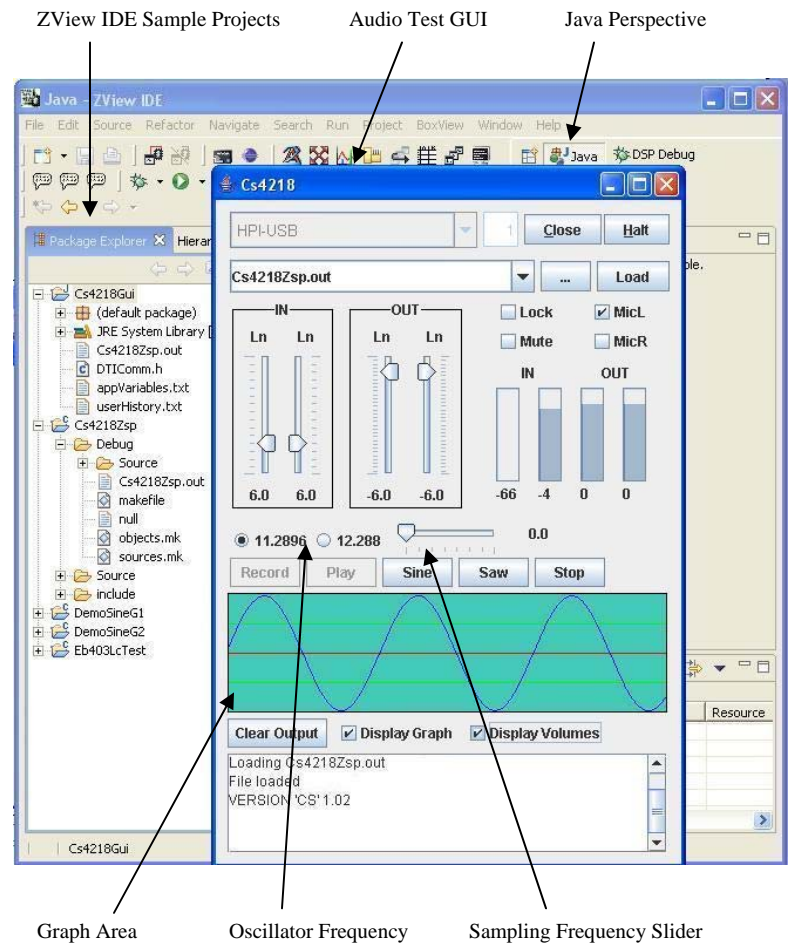 ZView IDE Sample Projects
Audio Test GUI
Java Perspective
Java - ZView IDE
File Edit Source Refactor Navigate Search Run Project BoxView Window Help
Java
DSP Debug
Cs4218
Package Explorer
Hierar
HPI-USB
1
Close
Halt
ble.
Cs4218Zsp.out
...
Load
Cs4218Gui
(default package)
JRE System Library [
Cs4218Zsp.out
DTIComm.h
appVariables.txt
userHistory.txt
Cs4218Zsp
Debug
Source
Cs4218Zsp.out
makefile
null
objects.mk
sources.mk
Source
include
DemoSineG1
DemoSineG2
Eb403LcTest
IN
OUT
Ln Ln Ln Ln
6.0 6.0 -6.0 -6.0
Lock
MicL
Mute
MicR
IN
OUT
-66 -4 0 0
11.2896
12.288
0.0
Record
Play
Sine
Saw
Stop
Clear Output
Display Graph
Display Volumes
Resource
Loading Cs4218Zsp.out
File loaded
VERSION 'CS' 1.02
Cs4218Gui
Graph Area
Oscillator Frequency
Sampling Frequency Slider